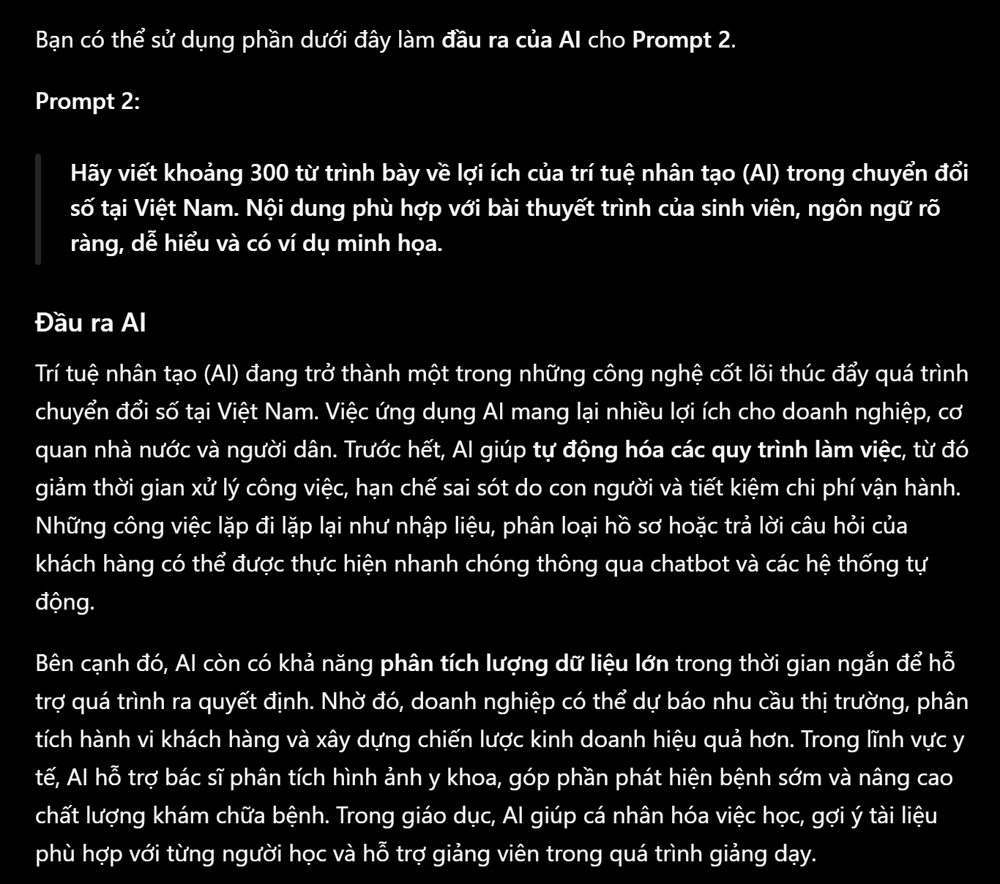 Bạn có thể sử dụng phần dưới đây làm đầu ra của AI cho Prompt 2.
Prompt 2:
Hãy viết khoảng 300 từ trình bày về lợi ích của trí tuệ nhân tạo (AI) trong chuyển đổi
số tại Việt Nam. Nội dung phù hợp với bài thuyết trình của sinh viên, ngôn ngữ rõ
ràng, dễ hiểu và có ví dụ minh họa.
Đầu ra AI
Trí tuệ nhân tạo (AI) đang trở thành một trong những công nghệ cốt lõi thúc đẩy quá trình
chuyển đổi số tại Việt Nam. Việc ứng dụng AI mang lại nhiều lợi ích cho doanh nghiệp, cơ
quan nhà nước và người dân. Trước hết, AI giúp tự động hóa các quy trình làm việc, từ đó
giảm thời gian xử lý công việc, hạn chế sai sót do con người và tiết kiệm chi phí vận hành.
Những công việc lặp đi lặp lại như nhập liệu, phân loại hồ sơ hoặc trả lời câu hỏi của
khách hàng có thể được thực hiện nhanh chóng thông qua chatbot và các hệ thống tự
động.
Bên cạnh đó, AI còn có khả năng phân tích lượng dữ liệu lớn trong thời gian ngắn để hỗ
trợ quá trình ra quyết định. Nhờ đó, doanh nghiệp có thể dự báo nhu cầu thị trường, phân
tích hành vi khách hàng và xây dựng chiến lược kinh doanh hiệu quả hơn. Trong lĩnh vực y
tế, AI hỗ trợ bác sĩ phân tích hình ảnh y khoa, góp phần phát hiện bệnh sớm và nâng cao
chất lượng khám chữa bệnh. Trong giáo dục, AI giúp cá nhân hóa việc học, gợi ý tài liệu
phù hợp với từng người học và hỗ trợ giảng viên trong quá trình giảng dạy.